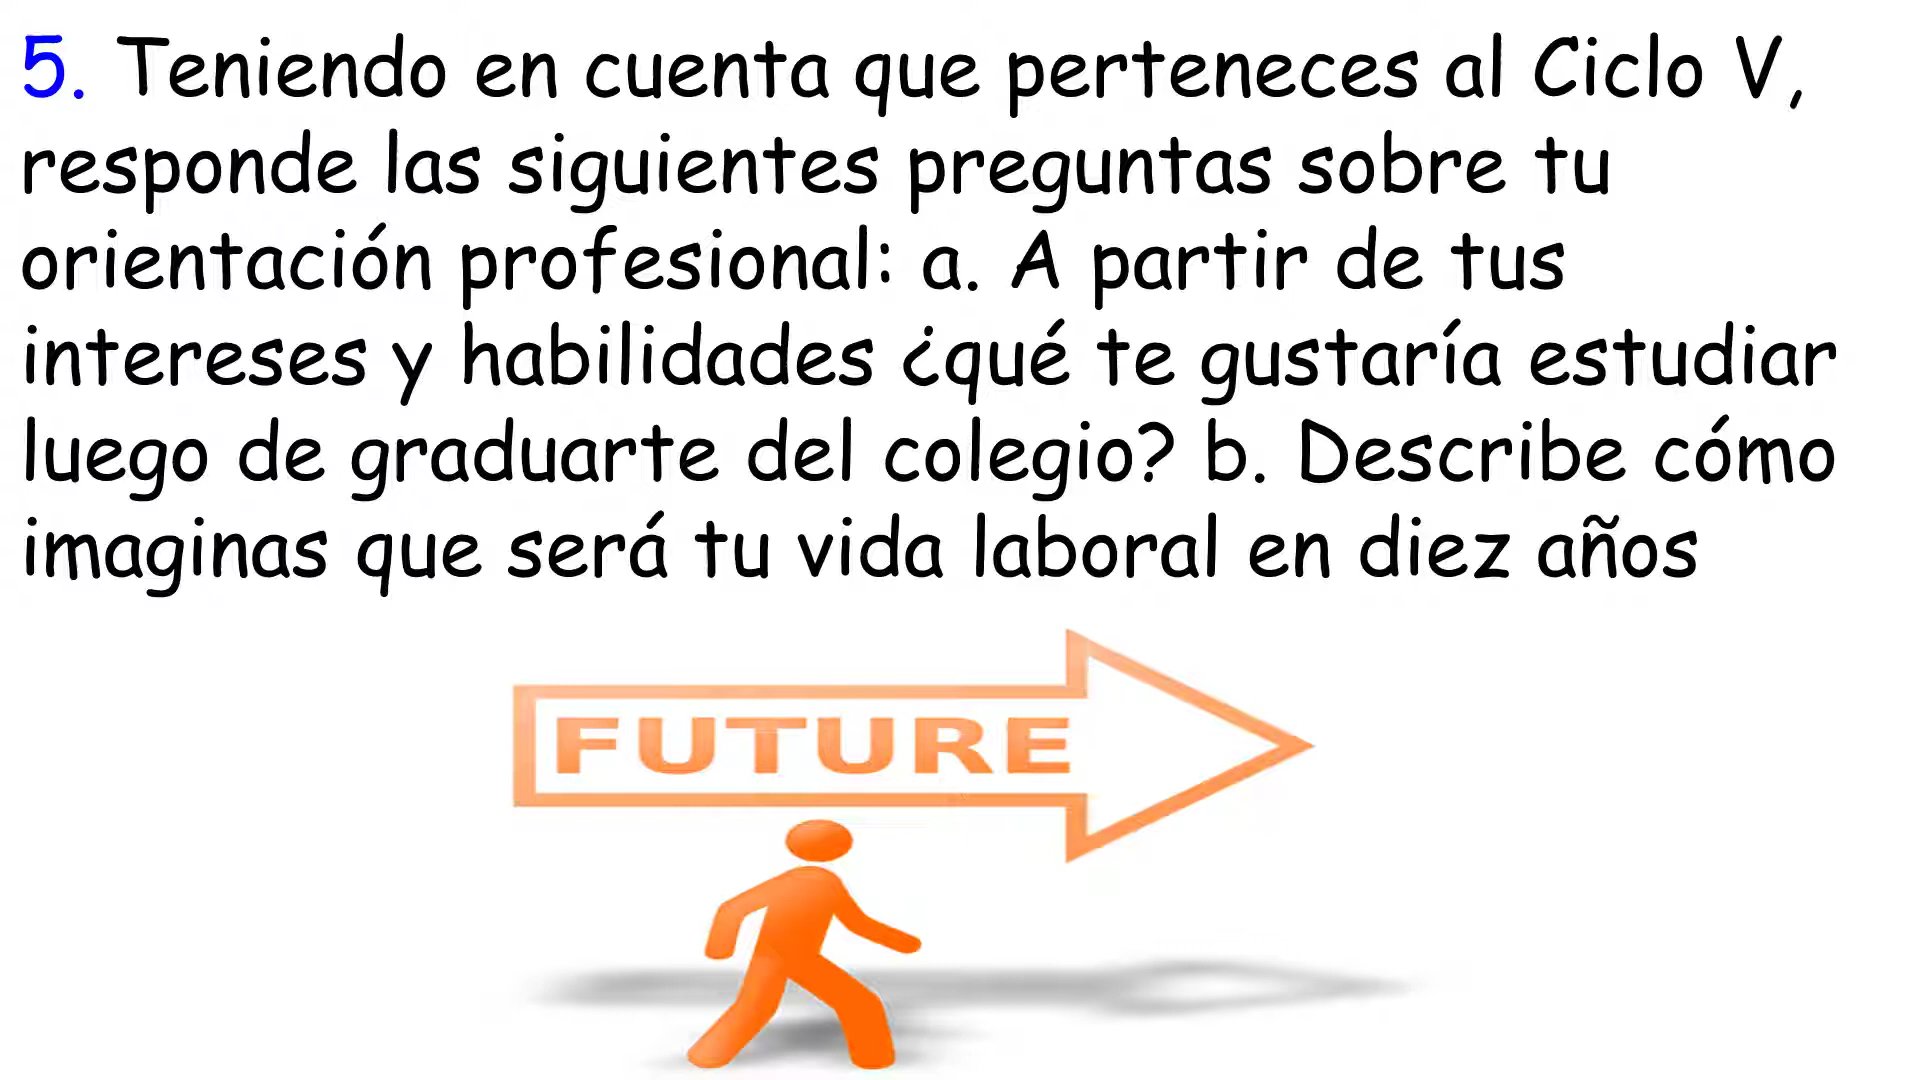 5. Teniendo en cuenta que perteneces al Ciclo V,
responde las siguientes preguntas sobre tu
orientación profesional: a. A partir de tus
intereses y habilidades ¿qué te gustaría estudiar
luego de graduarte del colegio? b. Describe cómo
imaginas que será tu vida laboral en diez años
FUTURE